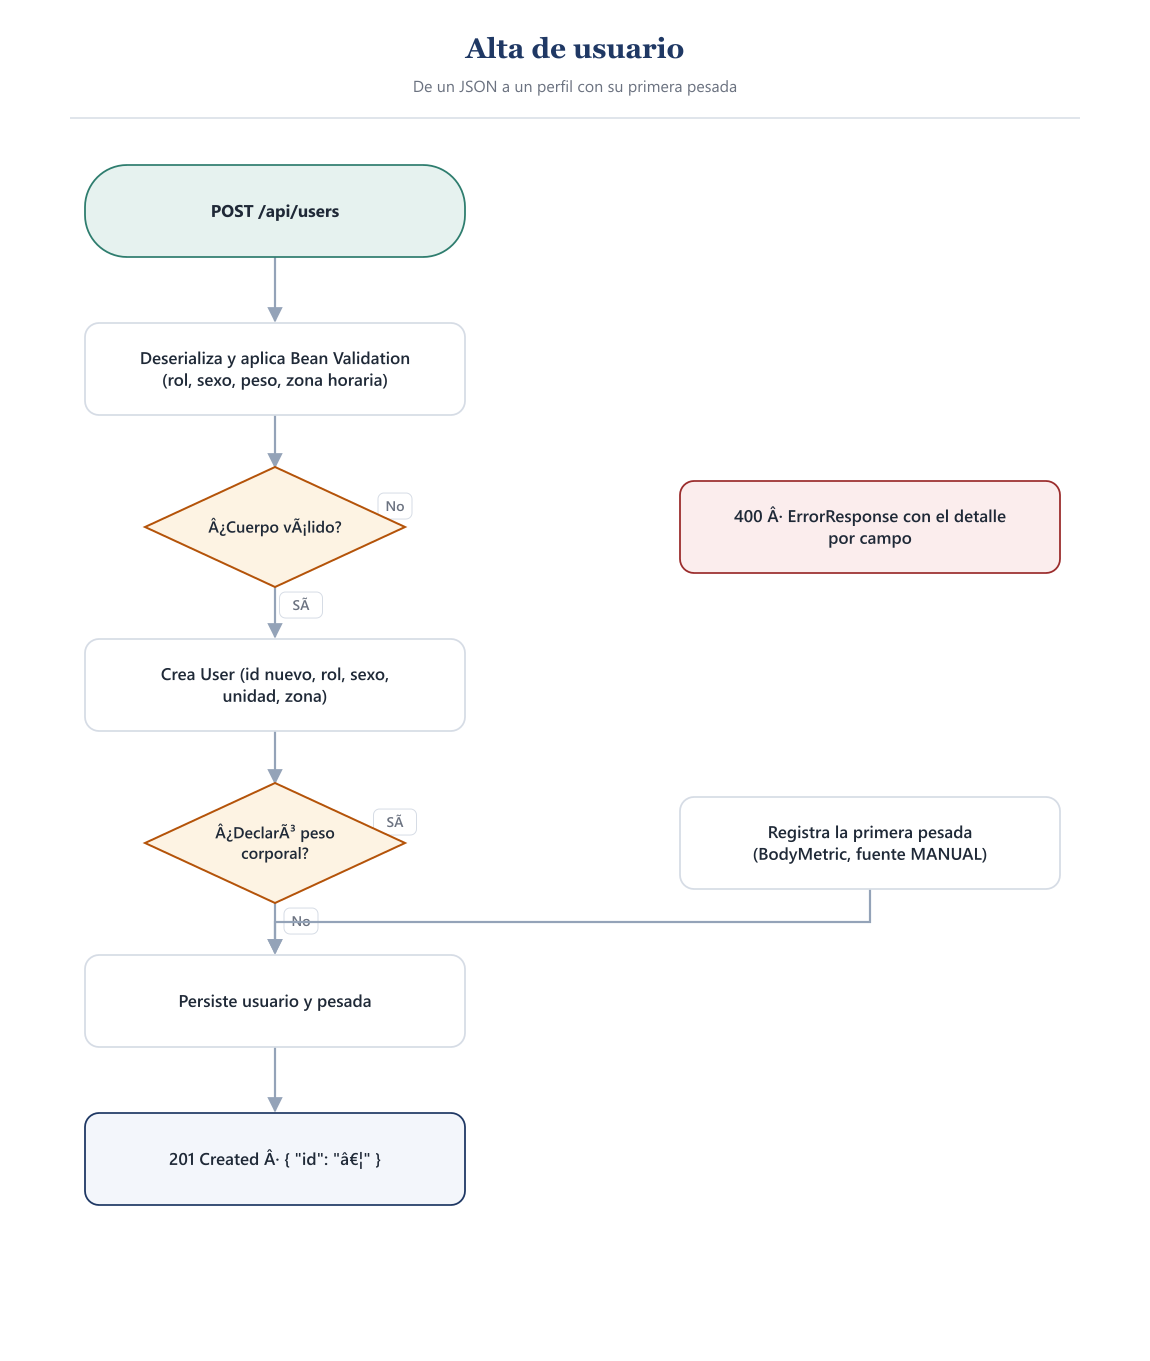 Alta de usuario
De un JSON a un perfil con su primera pesada
POST /api/users
Deserializa y aplica Bean Validation
(rol, sexo, peso, zona horaria)
Â¿Cuerpo vÃ¡lido?
No
400 Â· ErrorResponse con el detalle
por campo
SÃ
Crea User (id nuevo, rol, sexo,
unidad, zona)
Â¿DeclarÃ³ peso
corporal?
SÃ
Registra la primera pesada
(BodyMetric, fuente MANUAL)
No
Persiste usuario y pesada
201 Created Â· { "id": "â€¦" }